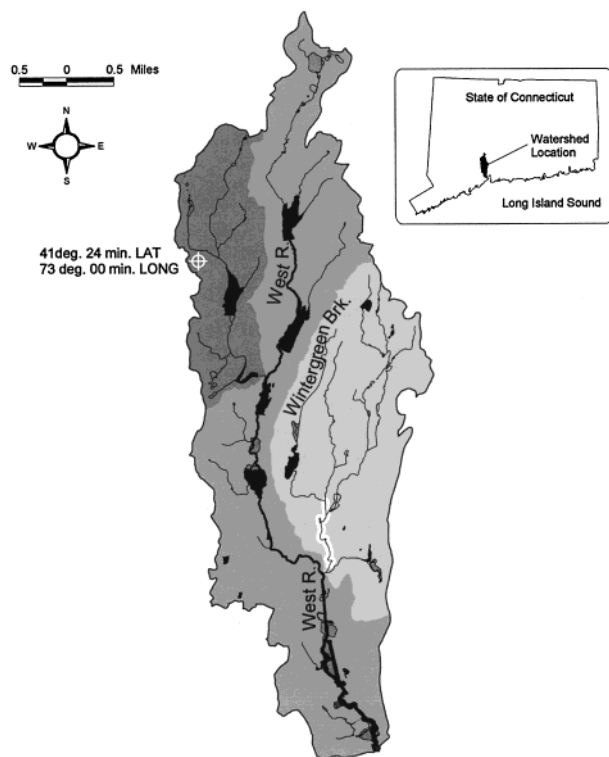 0.5 0 0.5 Miles
N
W E
S
State of Connecticut
Watershed
Location
Long Island Sound
41deg. 24 min. LAT
73 deg. 00 min. LONG
West R.
Wintergreen Brk.
West R.